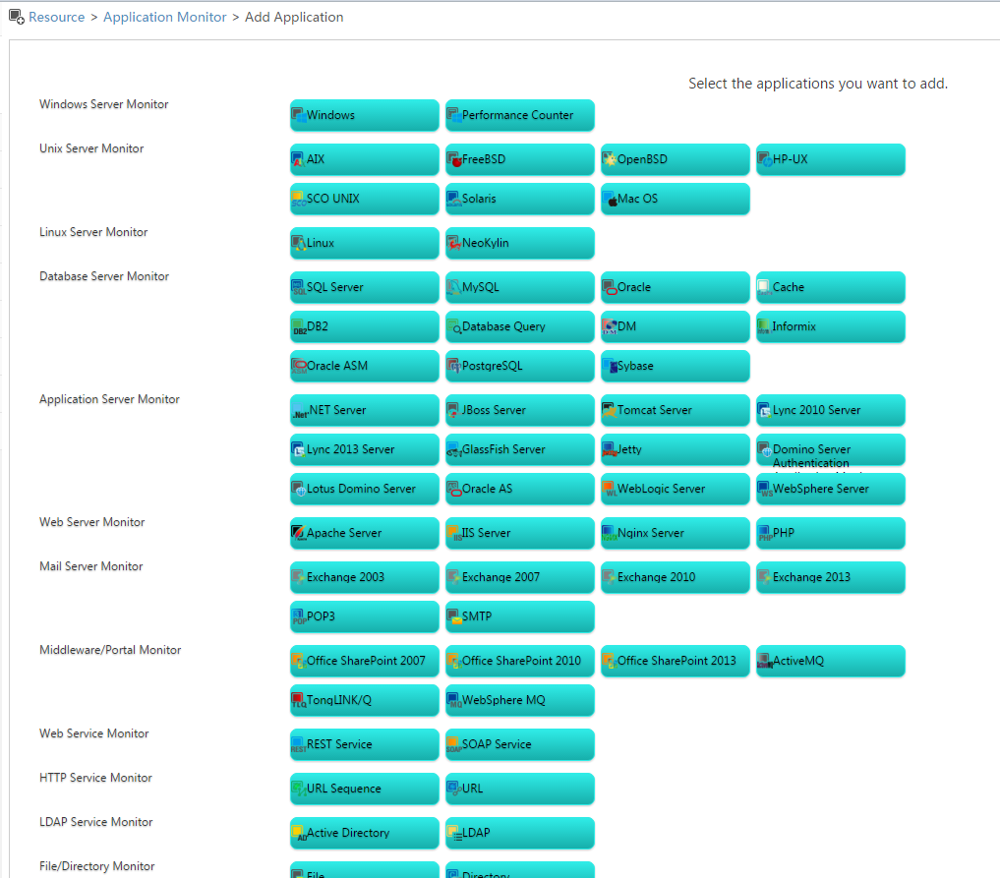 Resource > Application Monitor > Add Application
Select the applications you want to add.
Windows Server Monitor
Windows
Performance Counter
Unix Server Monitor
AIX
FreeBSD
OpenBSD
HP-UX
SCO UNIX
Solaris
Mac OS
Linux Server Monitor
Linux
NeoKylin
Database Server Monitor
SQL Server
MySQL
Oracle
Cache
DB2
Database Query
DM
Informix
Oracle ASM
PostgreSQL
Sybase
Application Server Monitor
.NET Server
JBoss Server
Tomcat Server
Lync 2010 Server
Lync 2013 Server
GlassFish Server
Jetty
Domino Server
Authentication
Lotus Domino Server
Oracle AS
WebLogic Server
WebSphere Server
Web Server Monitor
Apache Server
IIS Server
Nginx Server
PHP
Mail Server Monitor
Exchange 2003
Exchange 2007
Exchange 2010
Exchange 2013
POP3
SMTP
Middleware/Portal Monitor
Office SharePoint 2007
Office SharePoint 2010
Office SharePoint 2013
ActiveMQ
TongLINK/Q
WebSphere MQ
Web Service Monitor
REST Service
SOAP Service
HTTP Service Monitor
URL Sequence
URL
LDAP Service Monitor
Active Directory
LDAP
File/Directory Monitor
File
Directory